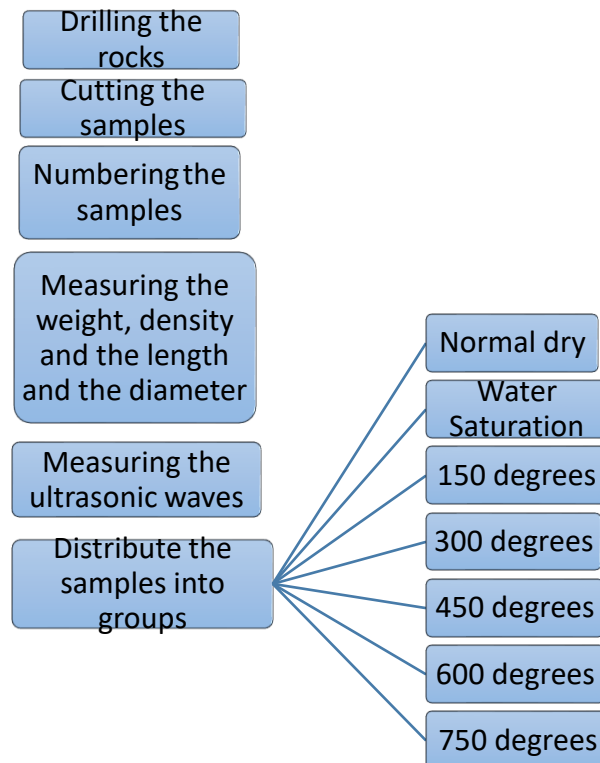 Drilling the
rocks
Cutting the
samples
Numbering the
samples
Measuring the
weight, density
and the length
and the diameter
Measuring the
ultrasonic waves
Distribute the
samples into
groups
Normal dry
Water
Saturation
150 degrees
300 degrees
450 degrees
600 degrees
750 degrees